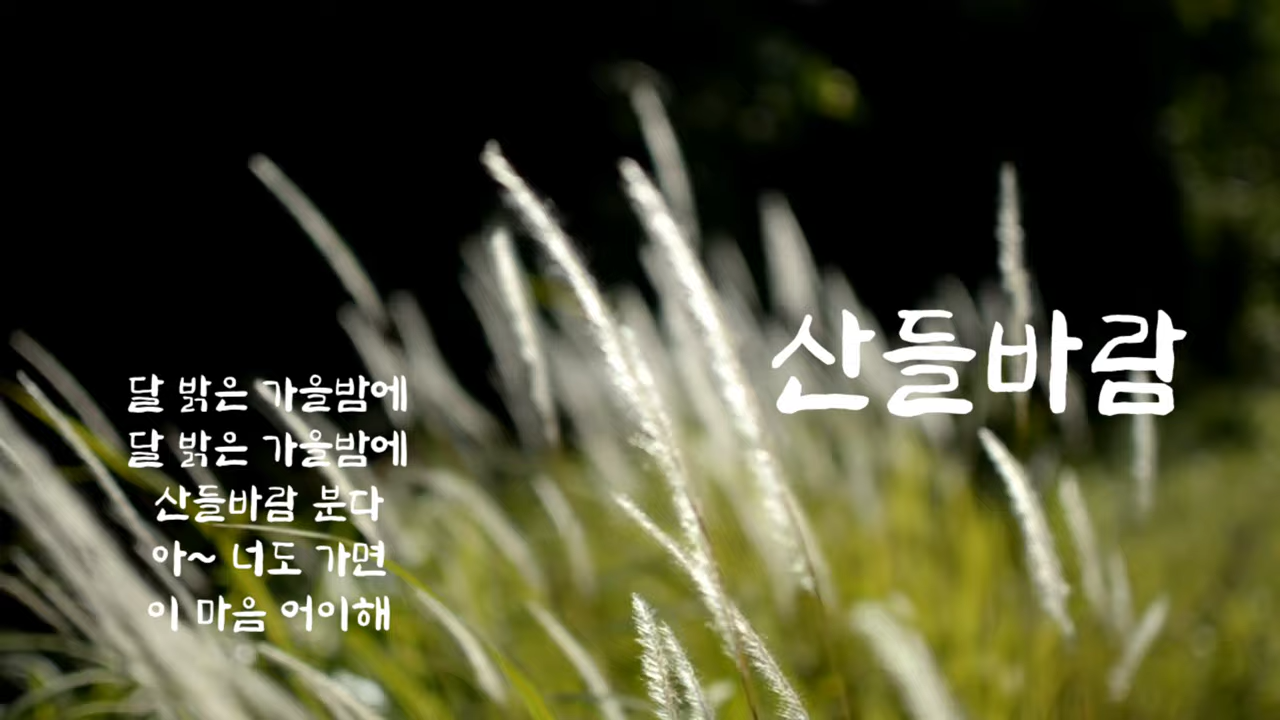 산들바람
달 밝은 가을밤에
달 밝은 가을밤에
산들바람 분다
아~ 너도 가면
이 마음 어이해